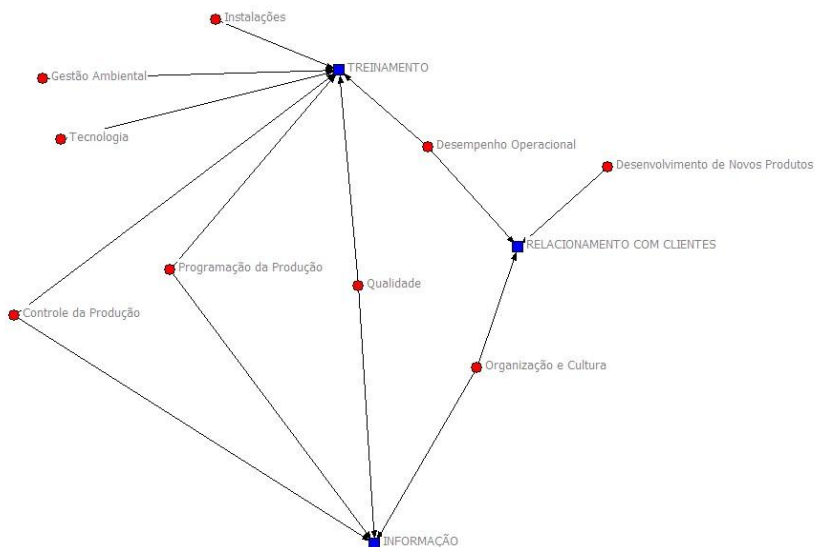 Instalações
TREINAMENTO
Gestão Ambiental
Tecnologia
Desempenho Operacional
Desenvolvimento de Novos Produtos
RELACIONAMENTO COM CLIENTES
Programação da Produção
Qualidade
Controle da Produção
Organização e Cultura
INFORMAÇÃO